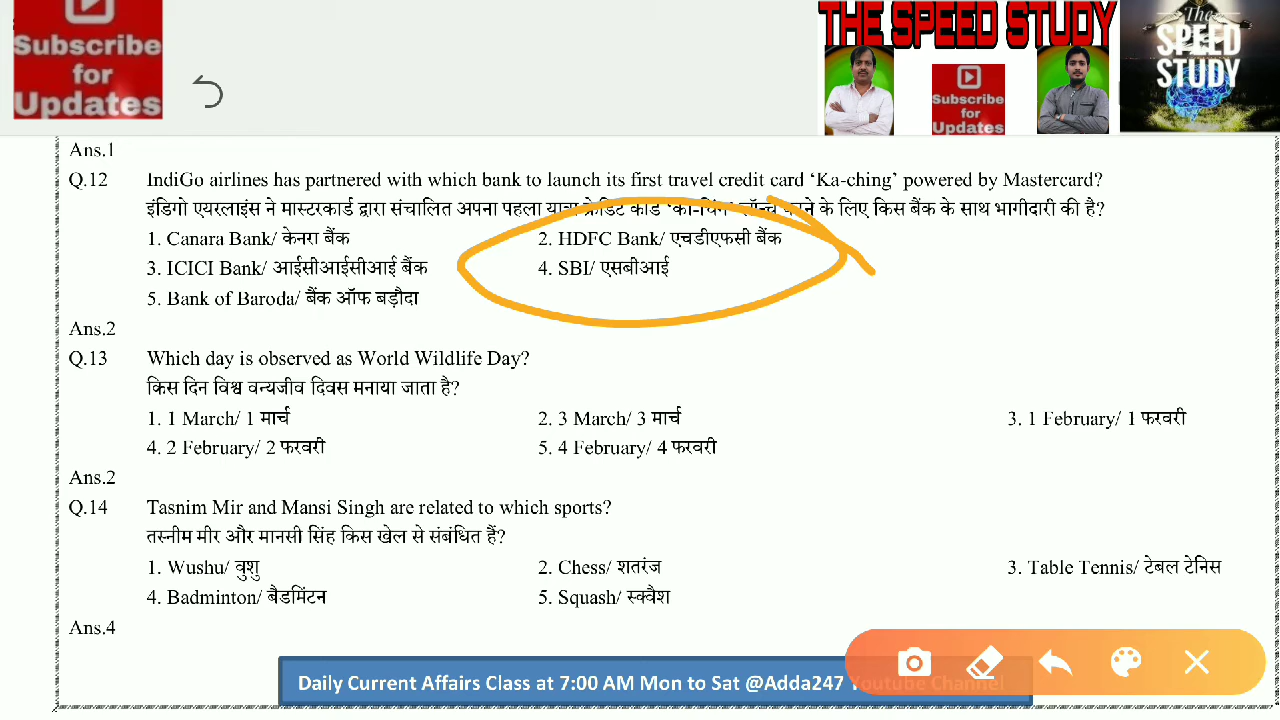 Subscribe
for
Updates
THE SPEED STUDY
Subscribe
for
Updates
The
SPEED
STUDY
Ans.1
Q.12 IndiGo airlines has partnered with which bank to launch its first travel credit card ‘Ka-ching’ powered by Mastercard?
इंडिगो एयरलाइंस ने मास्टरकार्ड द्वारा संचालित अपना पहला यात्रा क्रेडिट कार्ड ‘का-चिंग’ लॉन्च करने के लिए किस बैंक के साथ भागीदारी की है?
1. Canara Bank/ केनरा बैंक 2. HDFC Bank/ एचडीएफसी बैंक
3. ICICI Bank/ आईसीआईसीआई बैंक 4. SBI/ एसबीआई
5. Bank of Baroda/ बैंक ऑफ बड़ौदा
Ans.2
Q.13 Which day is observed as World Wildlife Day?
किस दिन विश्व वन्यजीव दिवस मनाया जाता है?
1. 1 March/ 1 मार्च 2. 3 March/ 3 मार्च 3. 1 February/ 1 फरवरी
4. 2 February/ 2 फरवरी 5. 4 February/ 4 फरवरी
Ans.2
Q.14 Tasnim Mir and Mansi Singh are related to which sports?
तस्नीम मीर और मानसी सिंह किस खेल से संबंधित हैं?
1. Wushu/ वुशु 2. Chess/ शतरंज 3. Table Tennis/ टेबल टेनिस
4. Badminton/ बैडमिंटन 5. Squash/ स्क्वैश
Ans.4
Daily Current Affairs Class at 7:00 AM Mon to Sat @Adda247 Youtube Channel